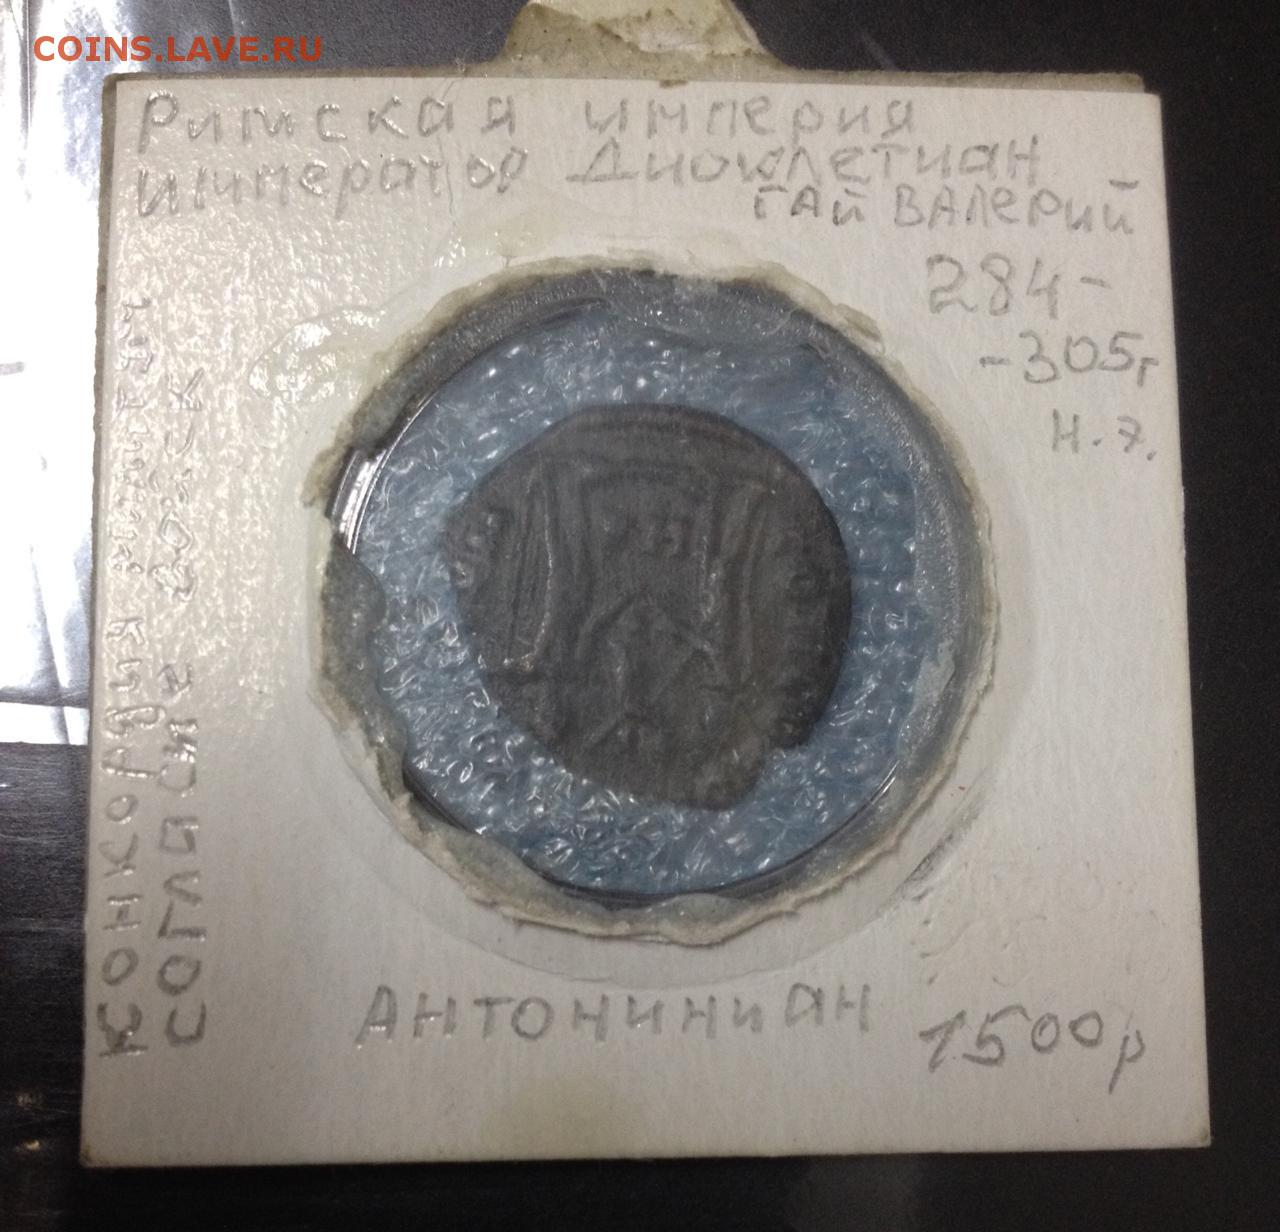 COINS.LAVE.RU
Римская империя
император Диоклетиан
Гай Валерий
284-
-305г
н.э.
Конкордия
Согласие
Антониниан
1500р